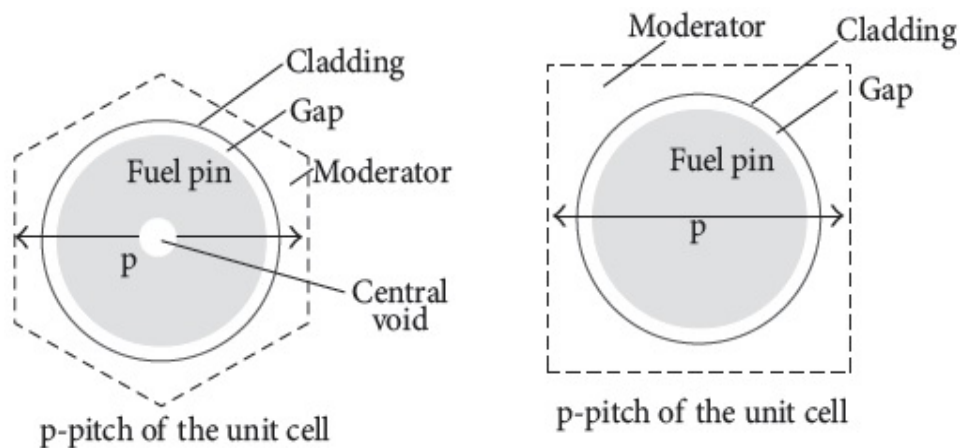 Cladding
Gap
Fuel pin
Moderator
p
Central
void
p-pitch of the unit cell
Moderator
Cladding
Gap
Fuel pin
p
p-pitch of the unit cell